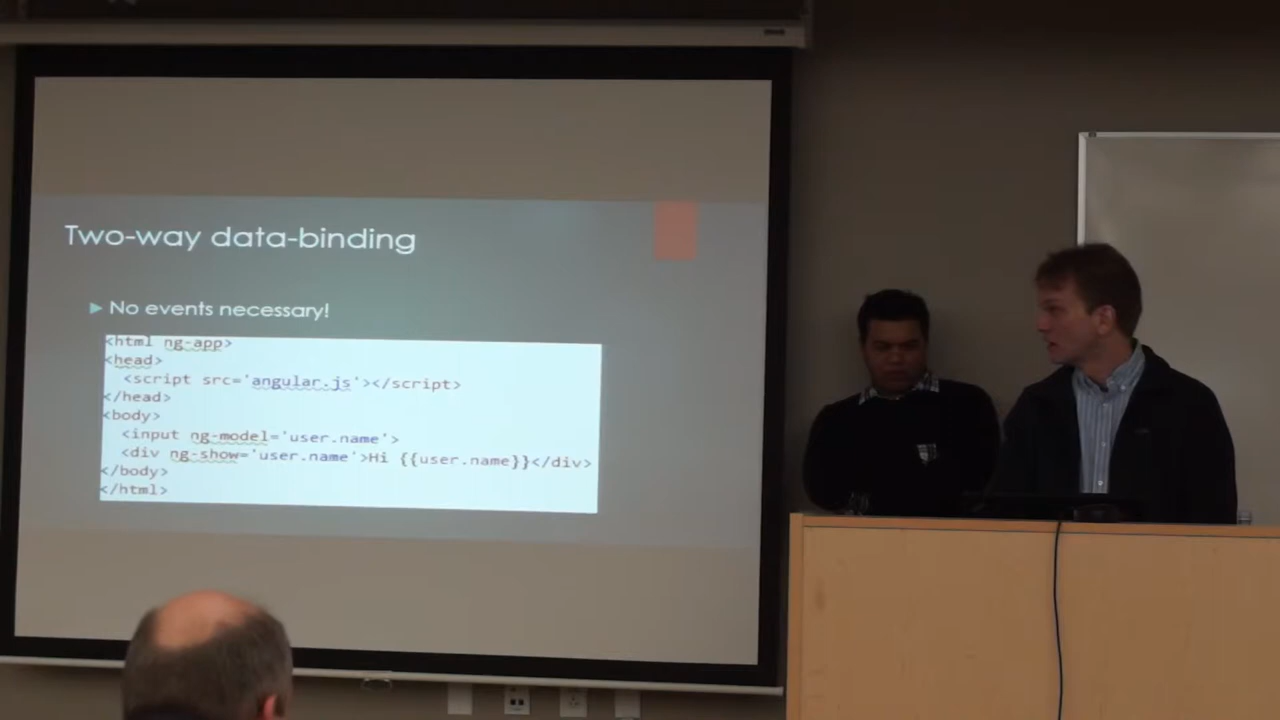 Two-way data-binding
No events necessary!
<html ng-app>
<head>
<script src='angular.js'></script>
</head>
<body>
<input ng-model='user.name'>
<div ng-show='user.name'>Hi {{user.name}}</div>
</body>
</html>